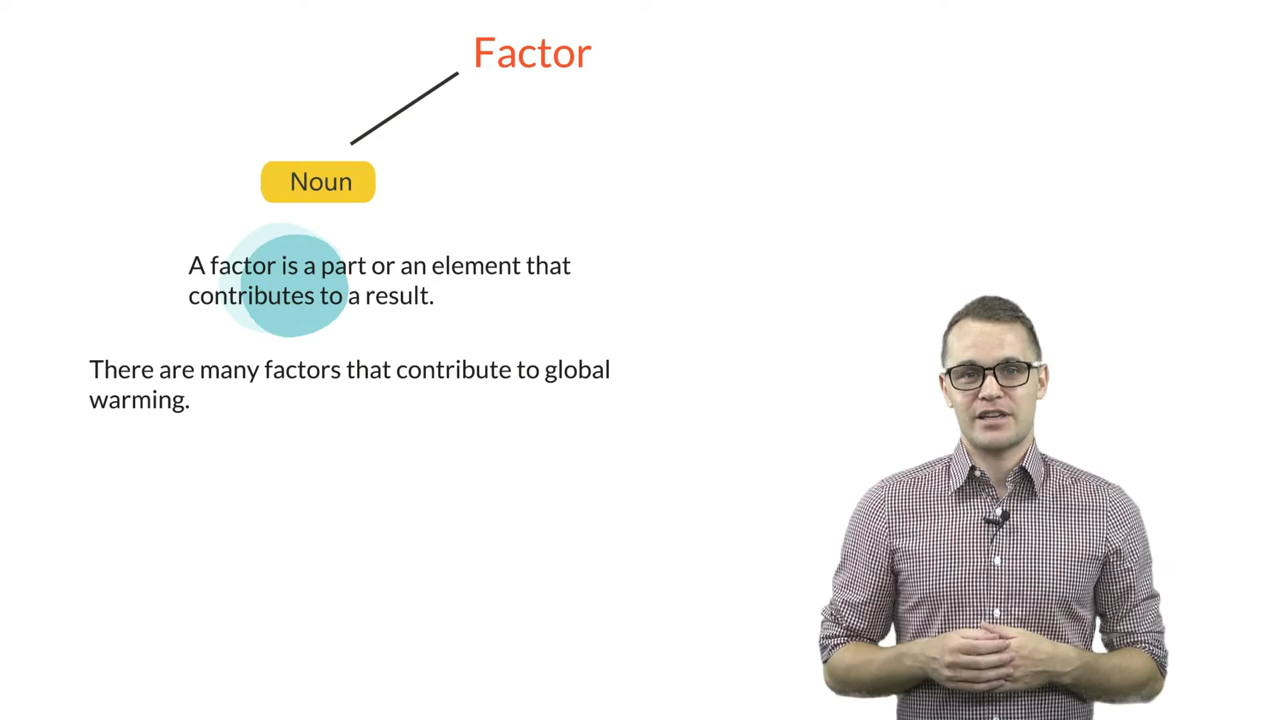 Factor
Noun
A factor is a part or an element that
contributes to a result.
There are many factors that contribute to global
warming.